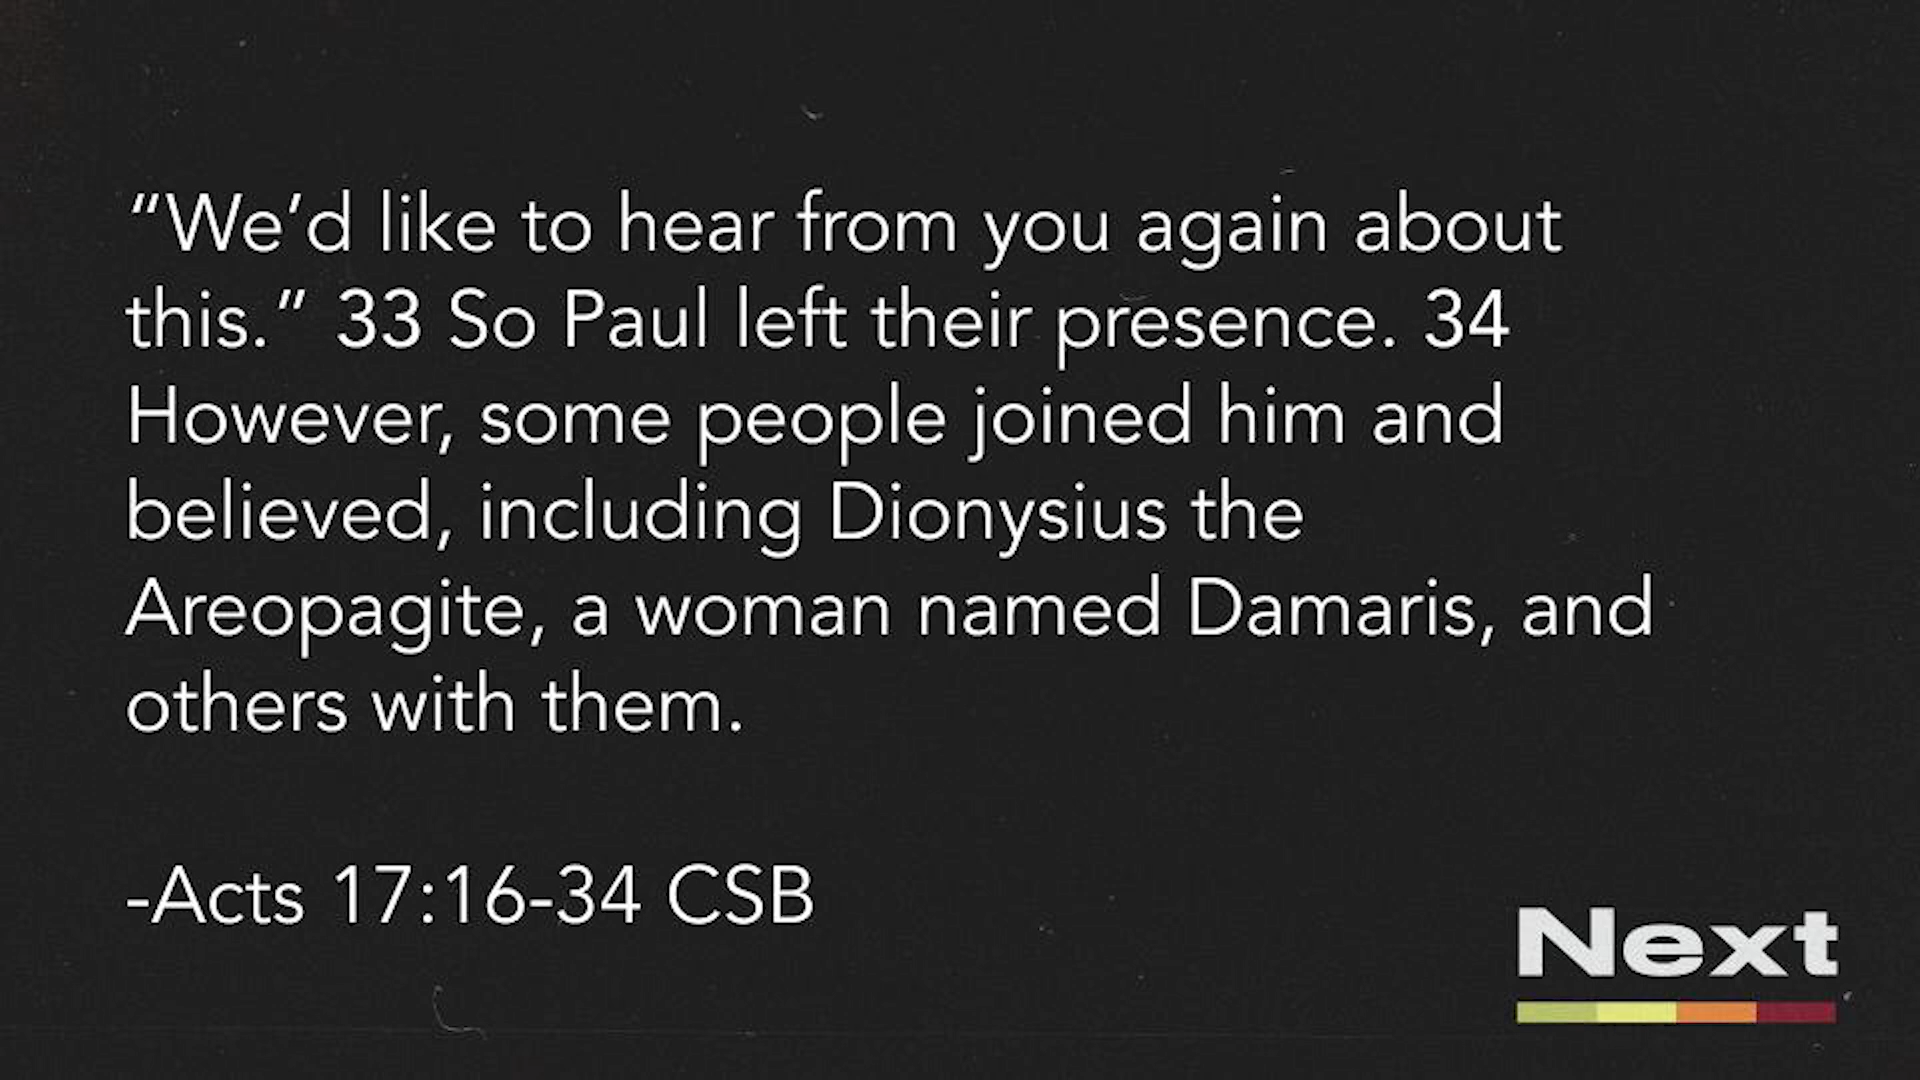 “We’d like to hear from you again about
this.” 33 So Paul left their presence. 34
However, some people joined him and
believed, including Dionysius the
Areopagite, a woman named Damaris, and
others with them.
-Acts 17:16-34 CSB
Next